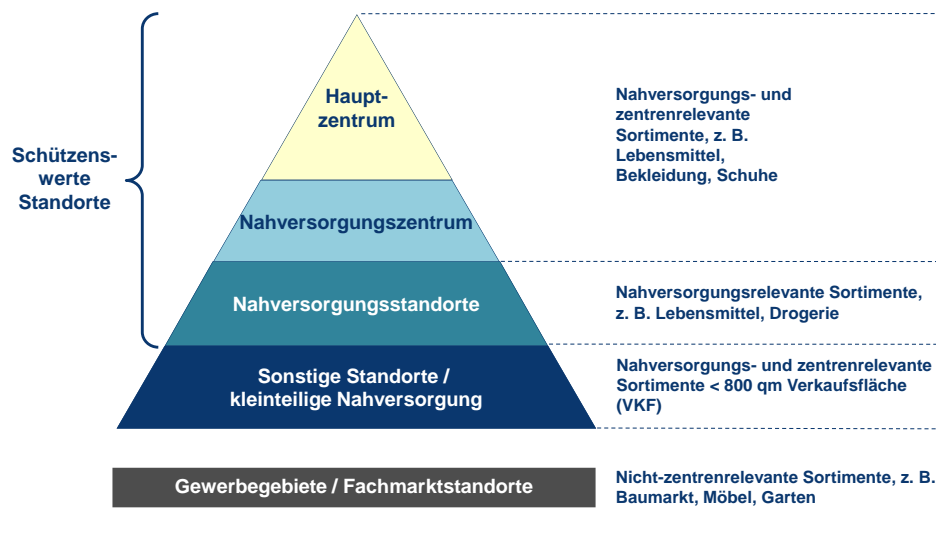 Haupt-
zentrum
Nahversorgungs- und
zentrenrelevante
Sortimente, z. B.
Lebensmittel,
Bekleidung, Schuhe
Schützens-
werte
Standorte
Nahversorgungszentrum
Nahversorgungsstandorte
Nahversorgungsrelevante Sortimente,
z. B. Lebensmittel, Drogerie
Sonstige Standorte /
kleinteilige Nahversorgung
Nahversorgungs- und zentrenrelevante
Sortimente < 800 qm Verkaufsfläche
(VKF)
Gewerbegebiete / Fachmarktstandorte
Nicht-zentrenrelevante Sortimente, z. B.
Baumarkt, Möbel, Garten